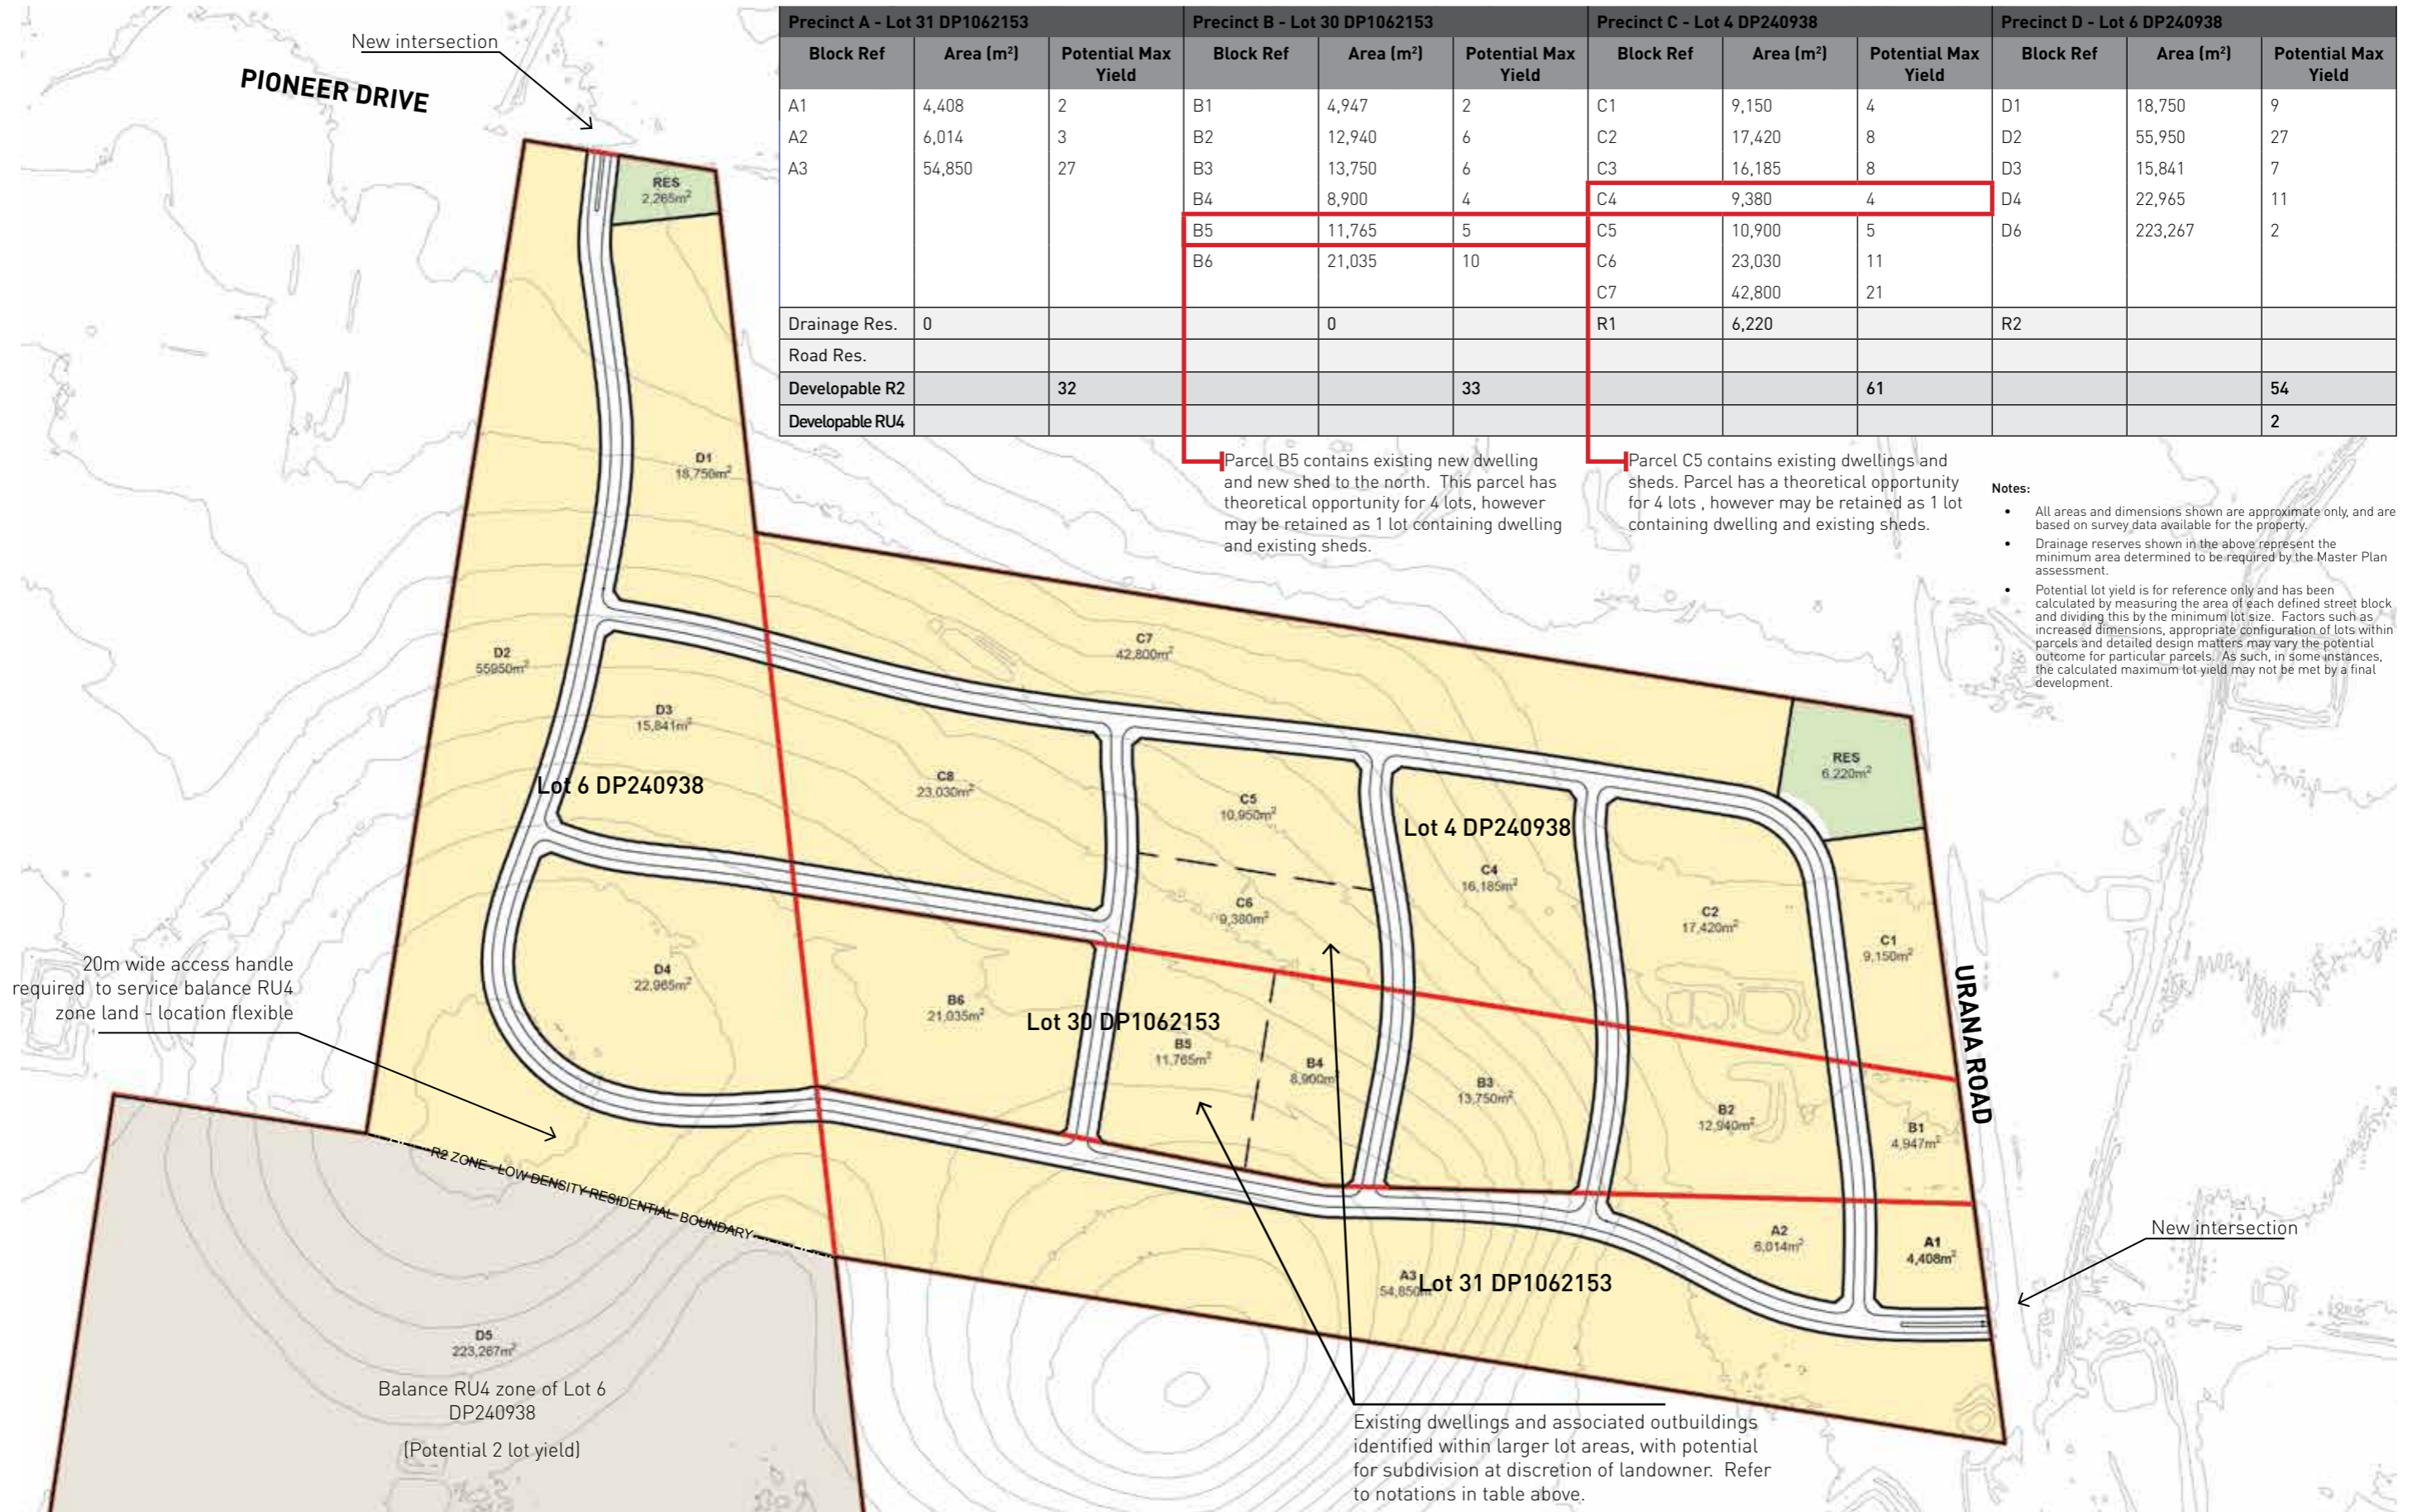 Precinct A - Lot 31 DP1062153 Precinct B - Lot 30 DP1062153 Precinct C - Lot 4 DP240938 Precinct D - Lot 6 DP240938
Block Ref Area (m²) Potential Max Yield Block Ref Area (m²) Potential Max Yield Block Ref Area (m²) Potential Max Yield Block Ref Area (m²) Potential Max Yield
A1 4,408 2 B1 4,947 2 C1 9,150 4 D1 18,750 9
A2 6,014 3 B2 12,940 6 C2 17,420 8 D2 55,950 27
A3 54,850 27 B3 13,750 6 C3 16,185 8 D3 15,841 7
B4 8,900 4 C4 9,380 4 D4 22,965 11
B5 11,765 5 C5 10,900 5 D6 223,267 2
B6 21,035 10 C6 23,030 11
C7 42,800 21
Drainage Res. 0 0 R1 6,220 R2
Road Res.
Developable R2 32 33 61 54
Developable RU4 2
Parcel B5 contains existing new dwelling
and new shed to the north. This parcel has
theoretical opportunity for 4 lots, however
may be retained as 1 lot containing dwelling
and existing sheds.
Parcel C5 contains existing dwellings and
sheds. Parcel has a theoretical opportunity
for 4 lots , however may be retained as 1 lot
containing dwelling and existing sheds.
Notes:
• All areas and dimensions shown are approximate only, and are
based on survey data available for the property.
• Drainage reserves shown in the above represent the
minimum area determined to be required by the Master Plan
assessment.
• Potential lot yield is for reference only and has been
calculated by measuring the area of each defined street block
and dividing this by the minimum lot size. Factors such as
increased dimensions, appropriate configuration of lots within
parcels and detailed design matters may vary the potential
outcome for particular parcels. As such, in some instances,
the calculated maximum lot yield may not be met by a final
development.
New intersection
PIONEER DRIVE
RES
2,265m²
D1
18,750m²
D2
55950m²
C7
42,800m²
D3
15,841m²
Lot 6 DP240938
C8
23,030m²
C5
10,950m²
Lot 4 DP240938
RES
6,220m²
C4
16,185m²
C6
9,380m²
C2
17,420m²
C1
9,150m²
URANA ROAD
20m wide access handle
required to service balance RU4
zone land - location flexible
D4
22,965m²
B6
21,035m²
Lot 30 DP1062153
B5
11,765m²
B4
8,900m²
B3
13,750m²
B2
12,940m²
B1
4,947m²
R2 ZONE - LOW DENSITY RESIDENTIAL BOUNDARY
A2
6,014m²
A1
4,408m²
New intersection
A3
54,850m²
Lot 31 DP1062153
D5
223,267m²
Balance RU4 zone of Lot 6
DP240938
(Potential 2 lot yield)
Existing dwellings and associated outbuildings
identified within larger lot areas, with potential
for subdivision at discretion of landowner. Refer
to notations in table above.